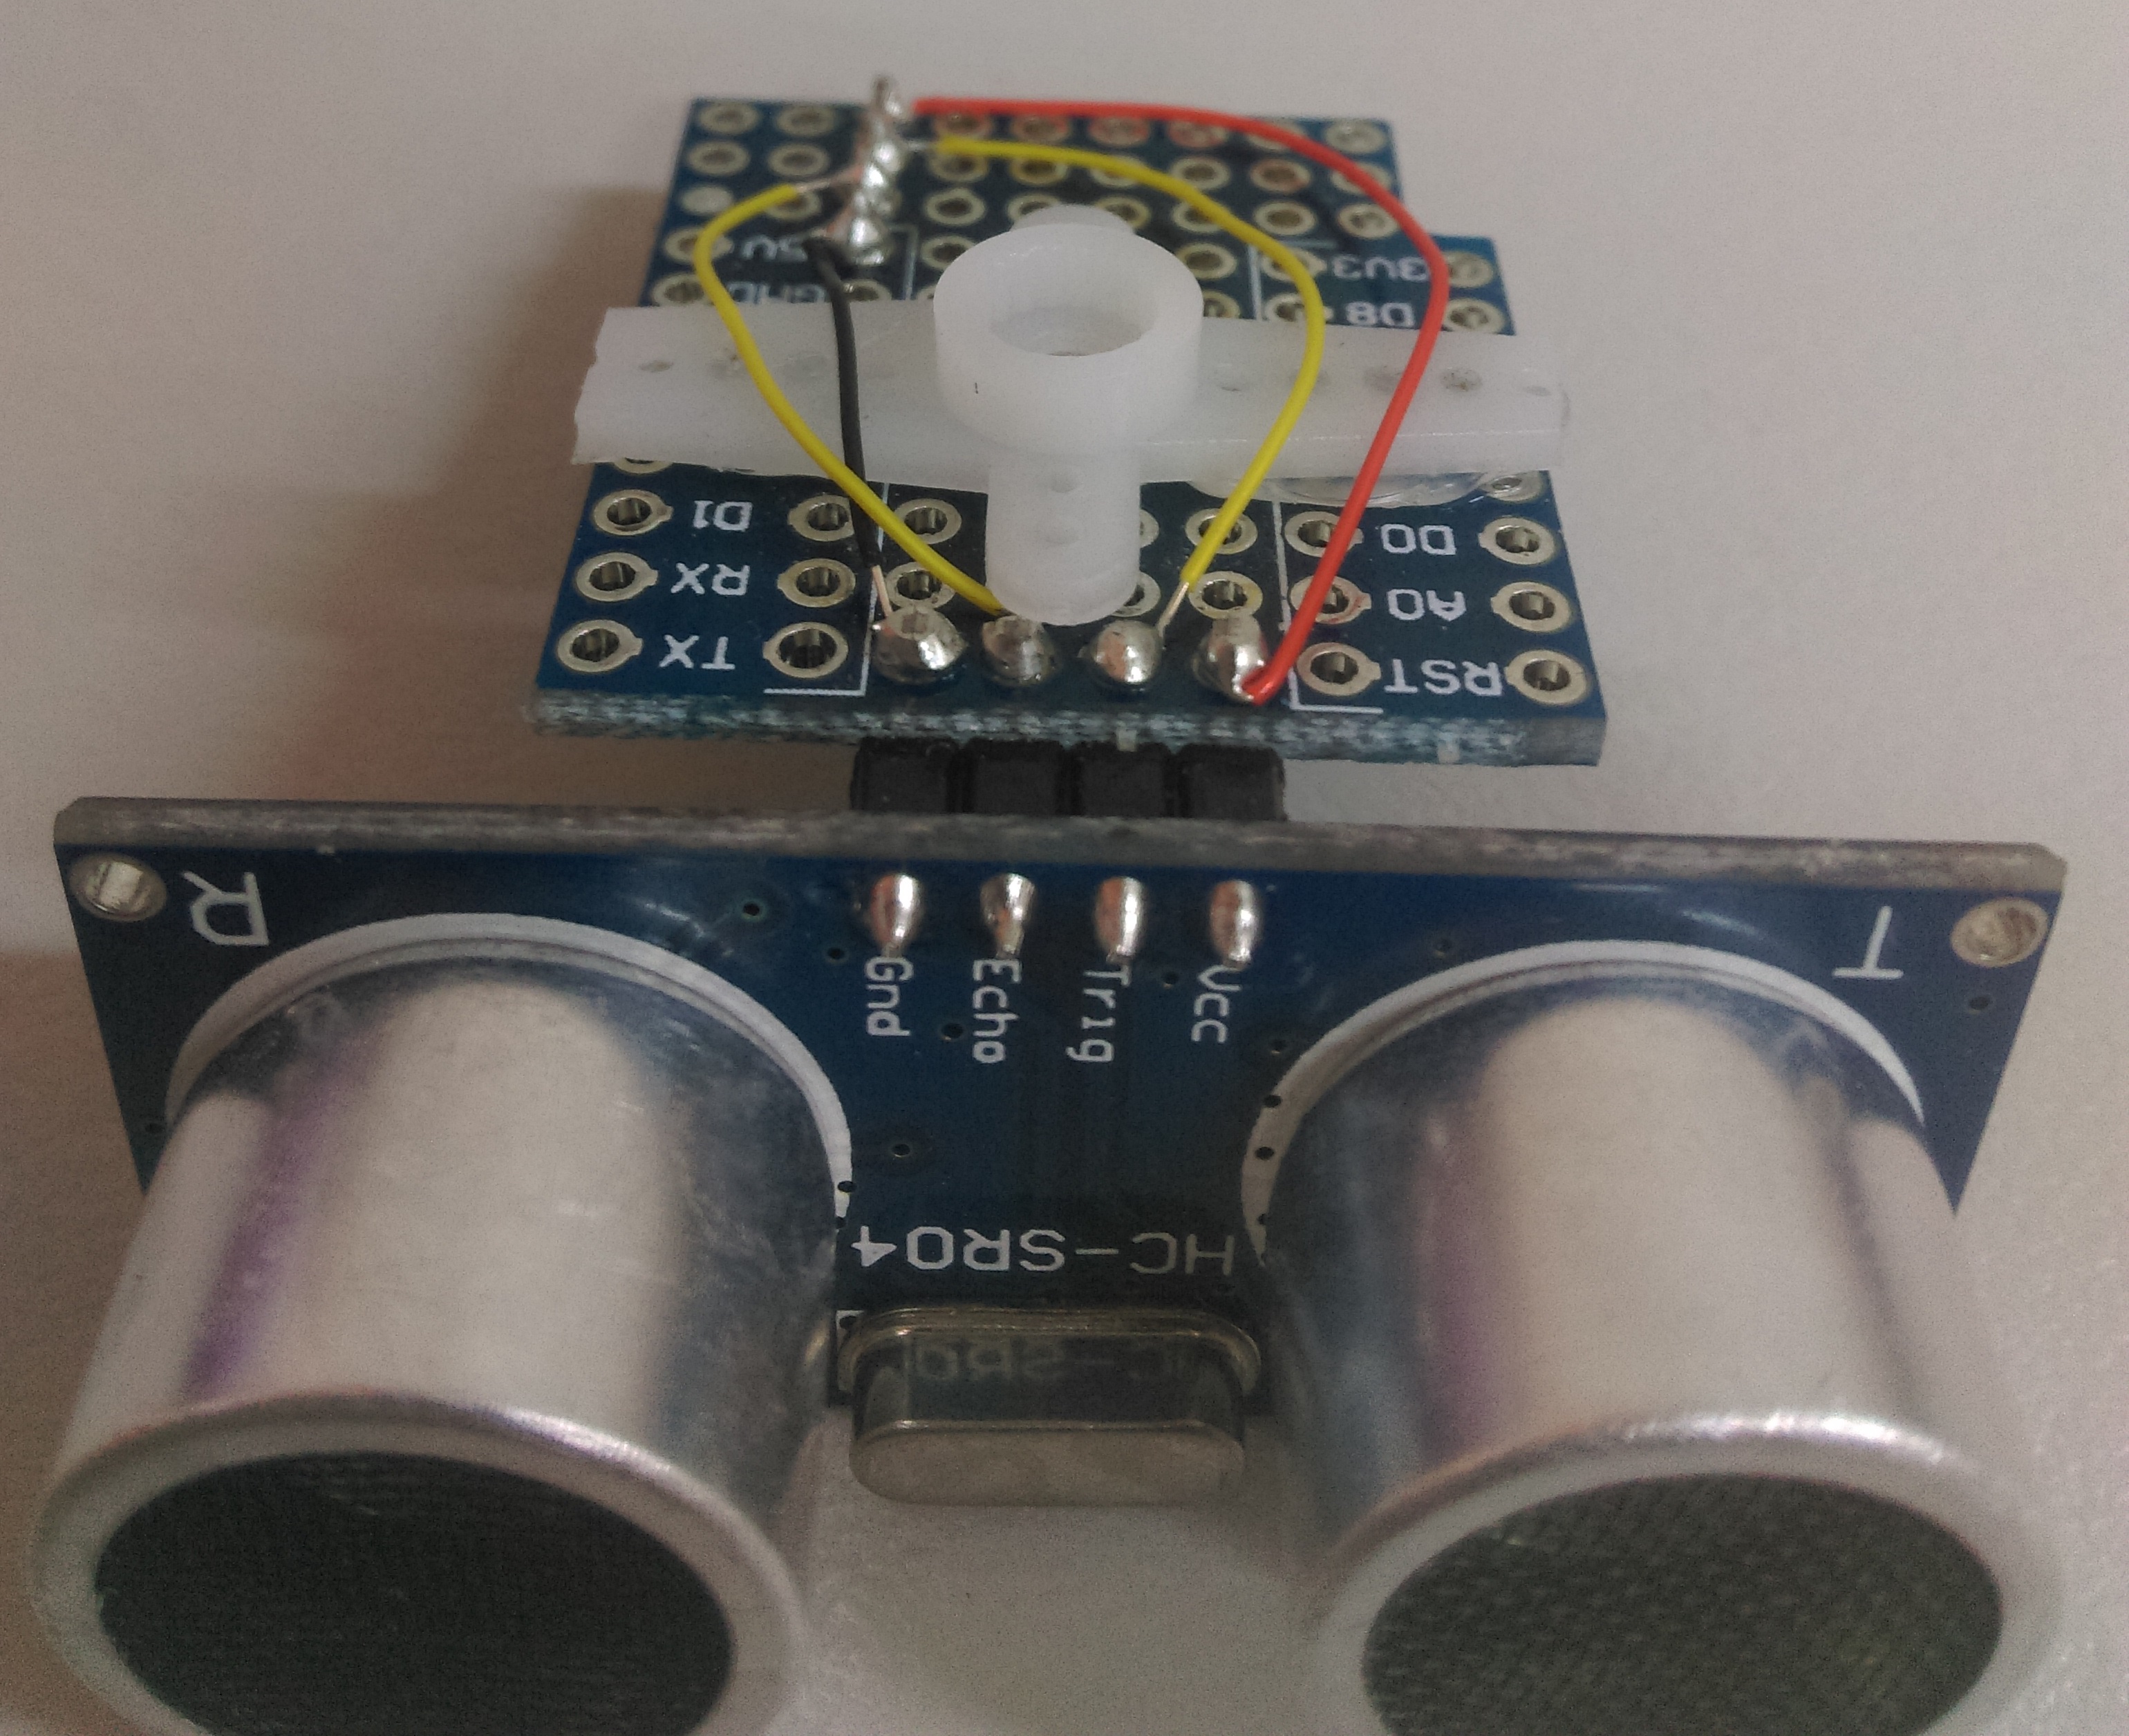 5V
3V3
GND
D8
D1
D0
RX
A0
TX
RST
R
T
Gnd
Echo
Trig
Vcc
HC-SR04